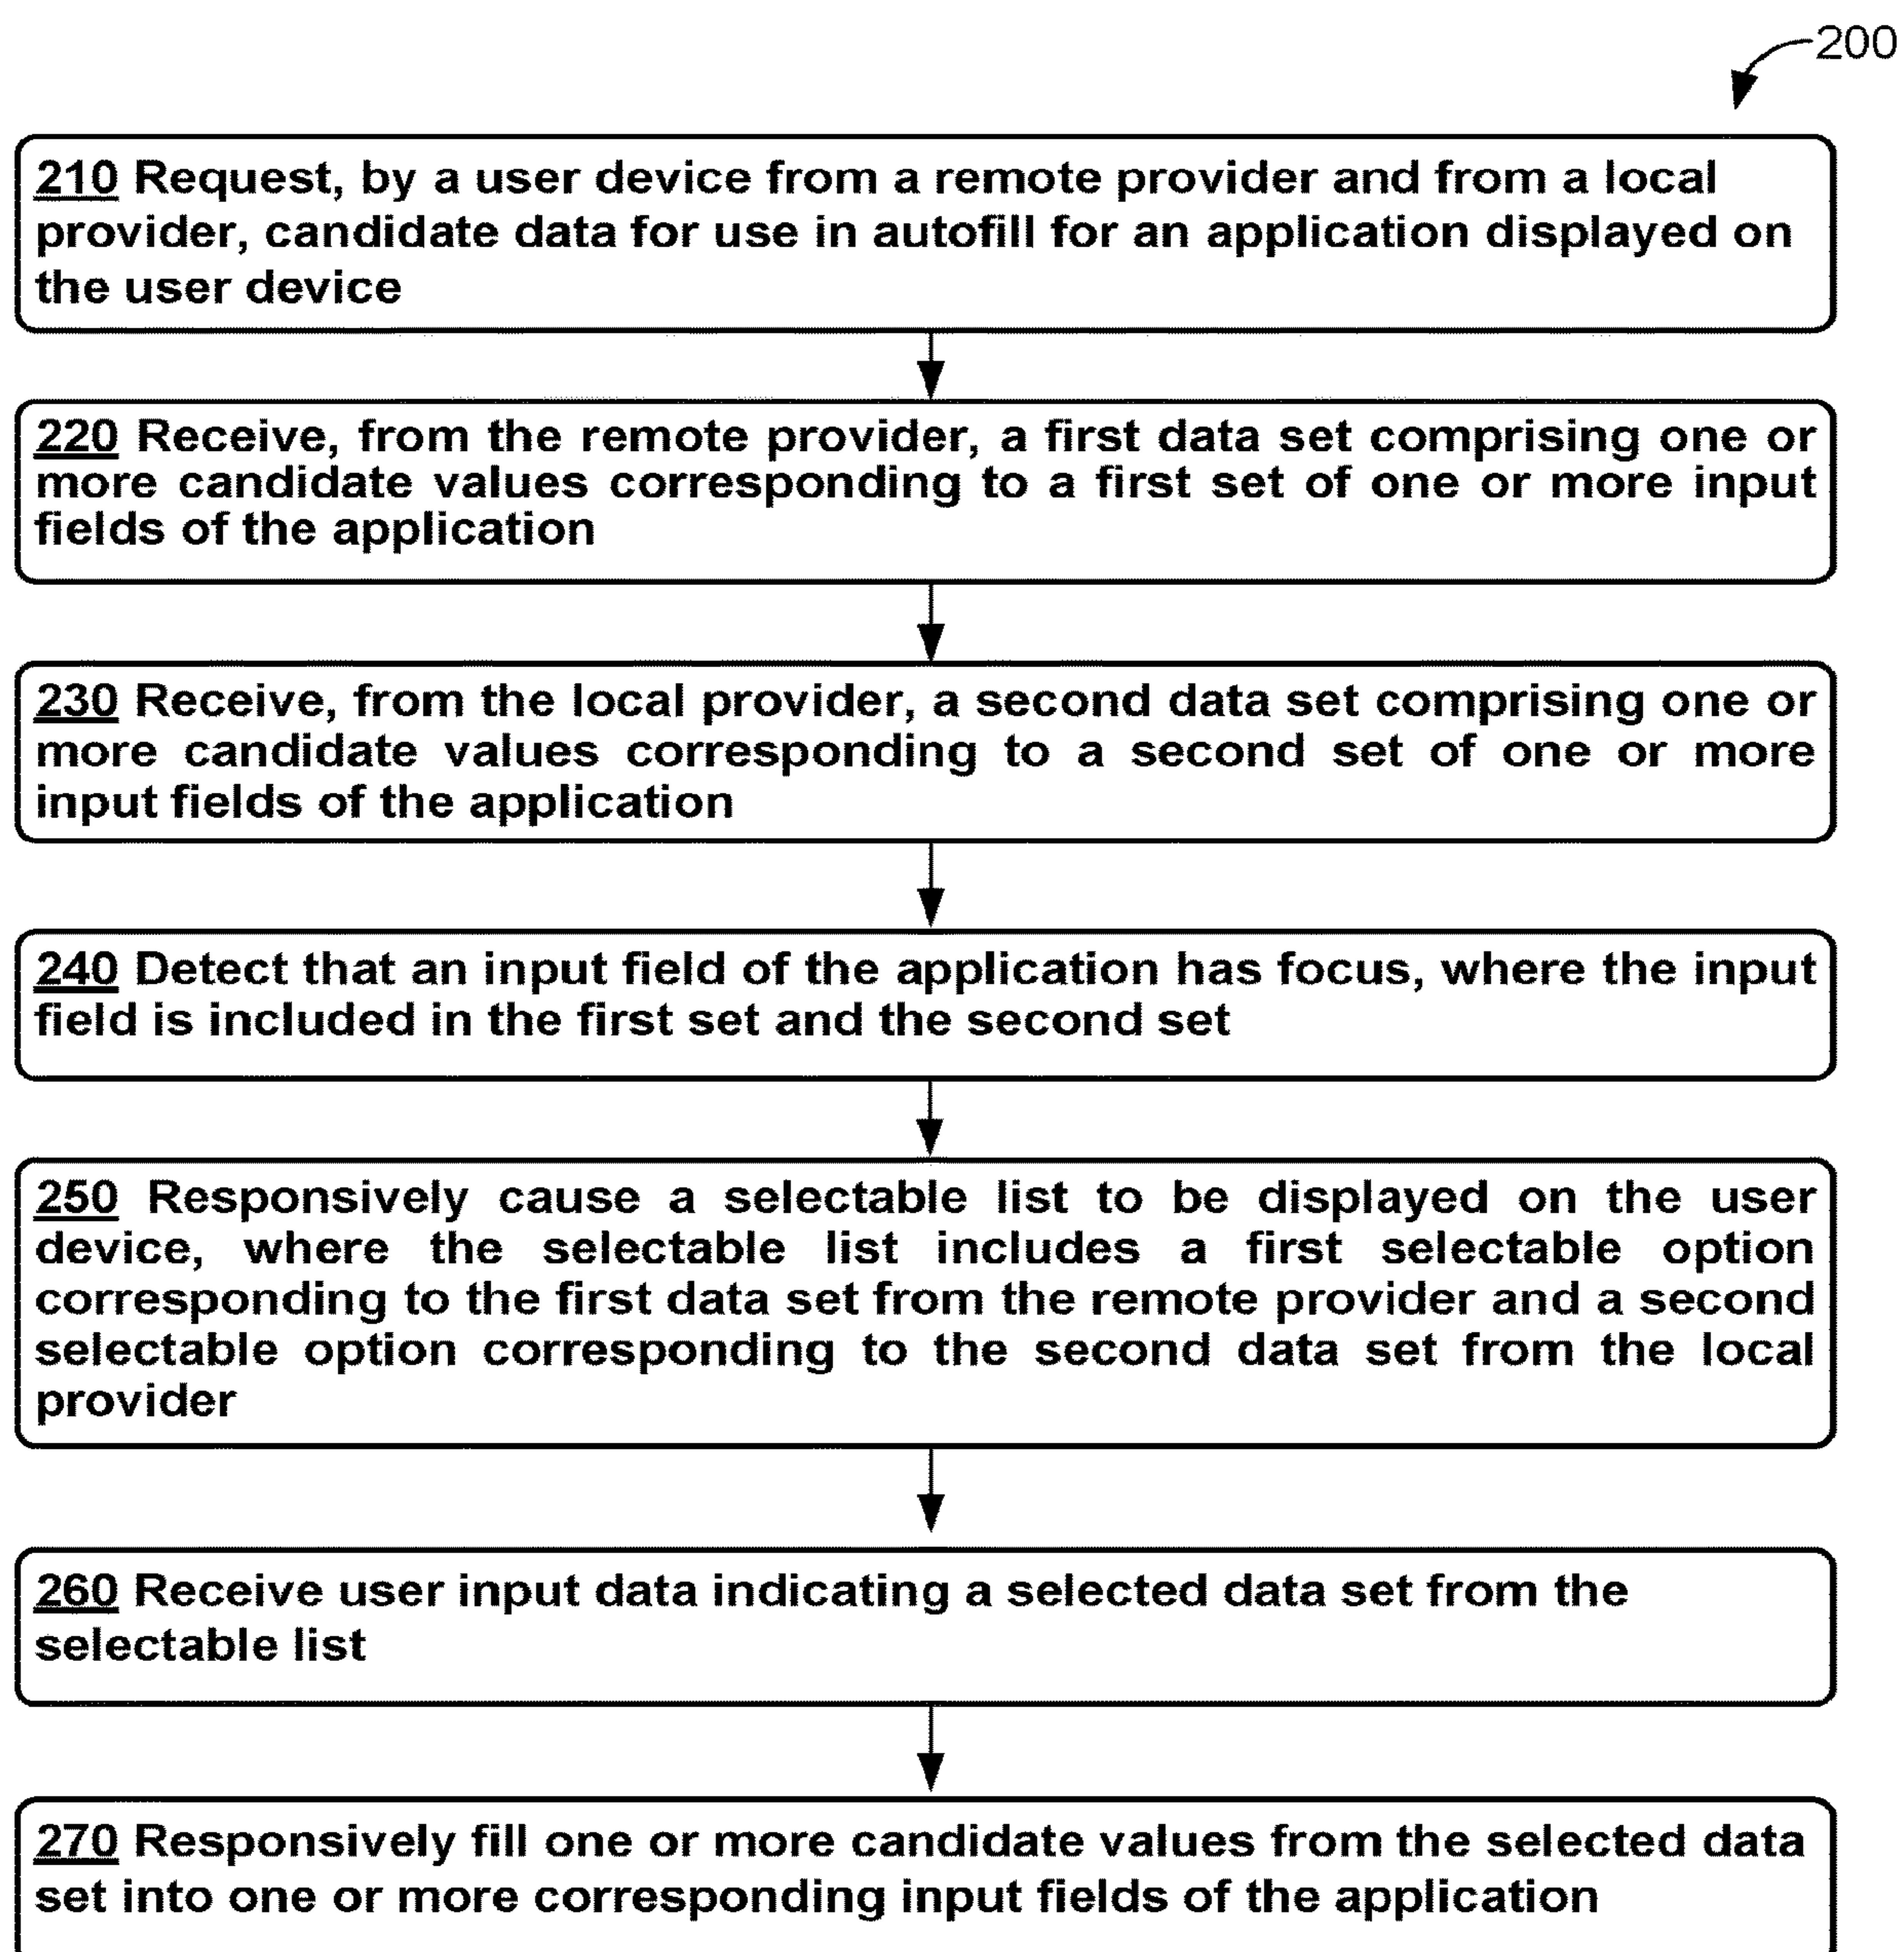 200
210 Request, by a user device from a remote provider and from a local
provider, candidate data for use in autofill for an application displayed on
the user device
220 Receive, from the remote provider, a first data set comprising one or
more candidate values corresponding to a first set of one or more input
fields of the application
230 Receive, from the local provider, a second data set comprising one or
more candidate values corresponding to a second set of one or more
input fields of the application
240 Detect that an input field of the application has focus, where the input
field is included in the first set and the second set
250 Responsively cause a selectable list to be displayed on the user
device, where the selectable list includes a first selectable option
corresponding to the first data set from the remote provider and a second
selectable option corresponding to the second data set from the local
provider
260 Receive user input data indicating a selected data set from the
selectable list
270 Responsively fill one or more candidate values from the selected data
set into one or more corresponding input fields of the application